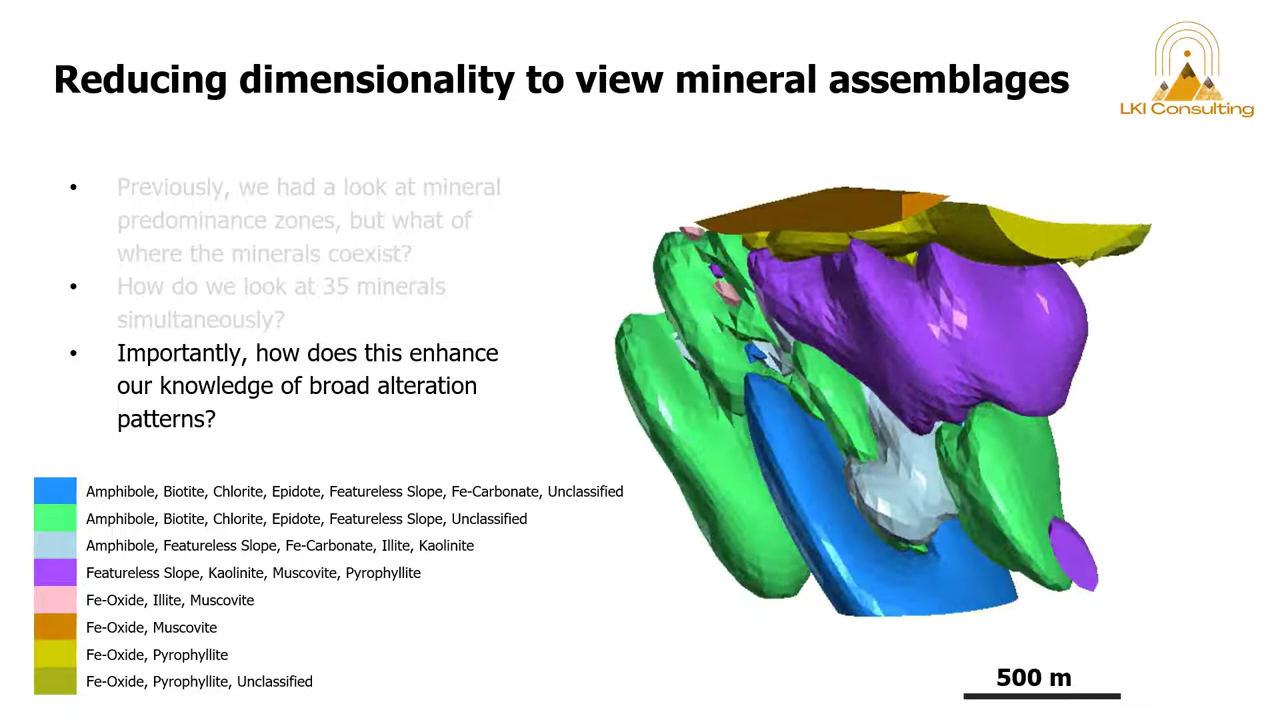 Reducing dimensionality to view mineral assemblages
LKI Consulting
• Previously, we had a look at mineral
predominance zones, but what of
where the minerals coexist?
• How do we look at 35 minerals
simultaneously?
• Importantly, how does this enhance
our knowledge of broad alteration
patterns?
Amphibole, Biotite, Chlorite, Epidote, Featureless Slope, Fe-Carbonate, Unclassified
Amphibole, Biotite, Chlorite, Epidote, Featureless Slope, Unclassified
Amphibole, Featureless Slope, Fe-Carbonate, Illite, Kaolinite
Featureless Slope, Kaolinite, Muscovite, Pyrophyllite
Fe-Oxide, Illite, Muscovite
Fe-Oxide, Muscovite
Fe-Oxide, Pyrophyllite
Fe-Oxide, Pyrophyllite, Unclassified
500 m